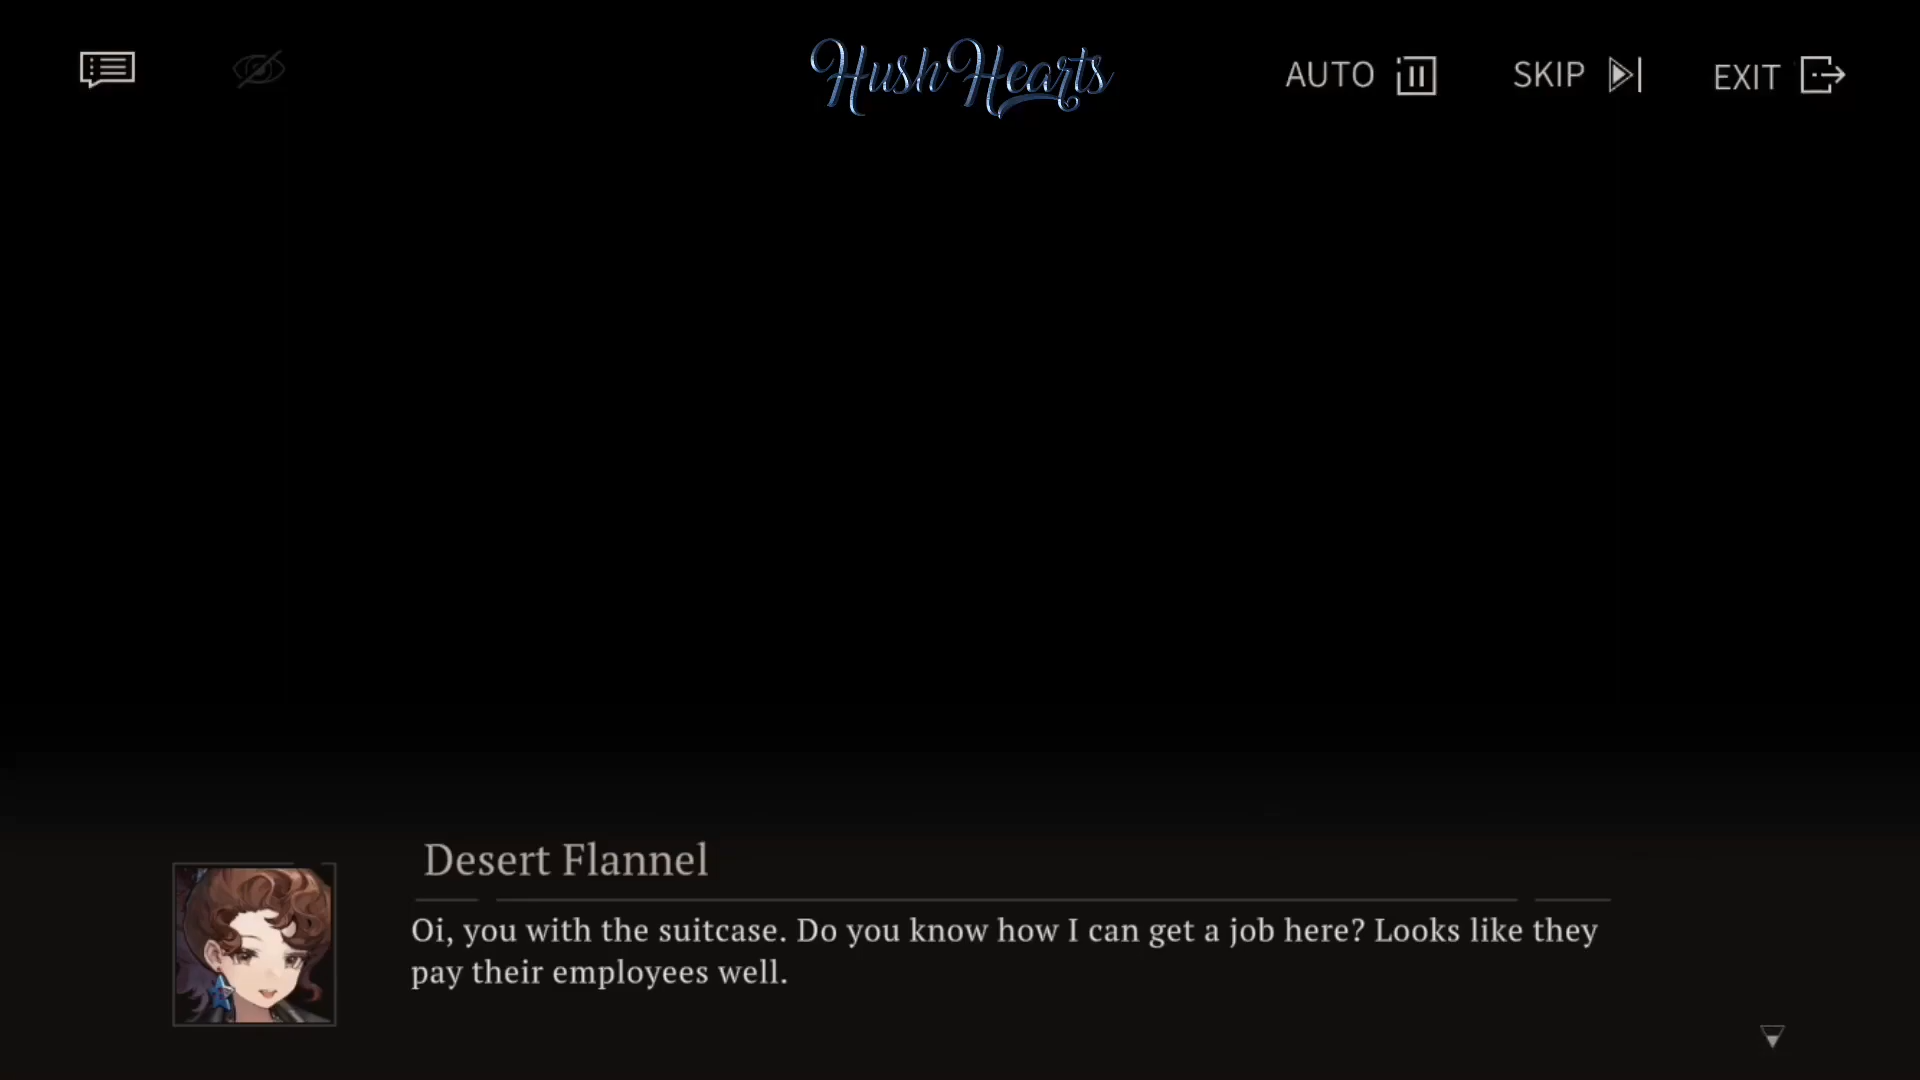 Hush Hearts
AUTO
SKIP
EXIT
Desert Flannel
Oi, you with the suitcase. Do you know how I can get a job here? Looks like they
pay their employees well.